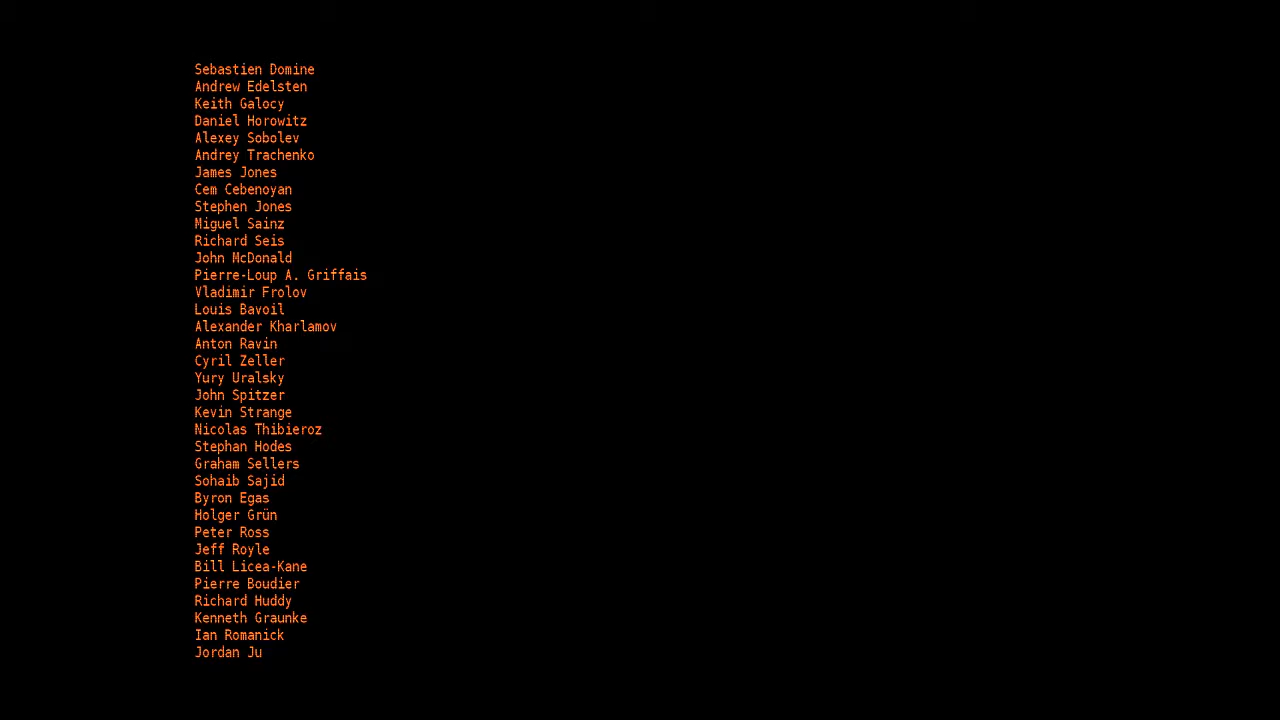 Sebastien Domine
Andrew Edelsten
Keith Galocy
Daniel Horowitz
Alexey Sobolev
Andrey Trachenko
James Jones
Cem Cebenoyan
Stephen Jones
Miguel Sainz
Richard Seis
John McDonald
Pierre-Loup A. Griffais
Vladimir Frolov
Louis Bavoil
Alexander Kharlamov
Anton Ravin
Cyril Zeller
Yury Uralsky
John Spitzer
Kevin Strange
Nicolas Thibieroz
Stephan Hodes
Graham Sellers
Sohaib Sajid
Byron Egas
Holger Grün
Peter Ross
Jeff Royle
Bill Licea-Kane
Pierre Boudier
Richard Huddy
Kenneth Graunke
Ian Romanick
Jordan Ju